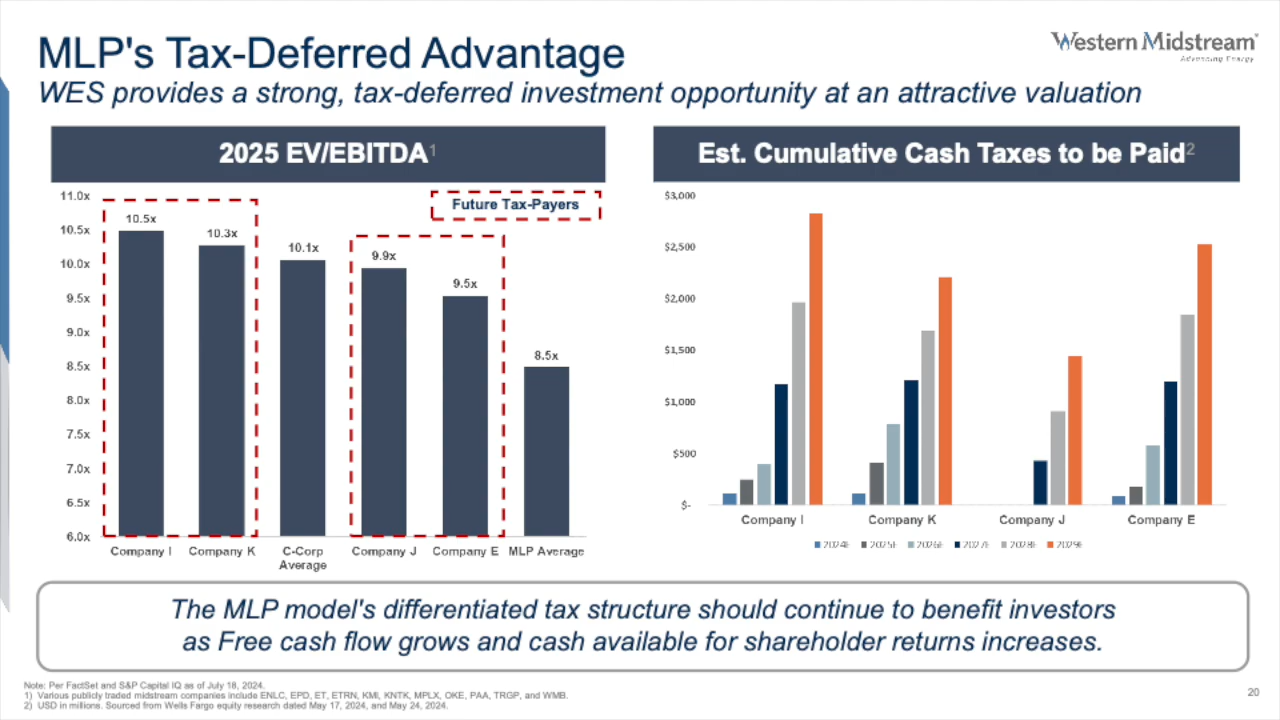 MLP's Tax-Deferred Advantage
Western Midstream
Advancing Energy
WES provides a strong, tax-deferred investment opportunity at an attractive valuation
2025 EV/EBITDA1
11.0x
10.5x
10.0x
9.5x
9.0x
8.5x
8.0x
7.5x
7.0x
6.5x
6.0x
Future Tax-Payers
10.5x
10.3x
10.1x
9.9x
9.5x
8.5x
Company I
Company K
C-Corp
Average
Company J
Company E
MLP Average
Est. Cumulative Cash Taxes to be Paid2
$3,000
$2,500
$2,000
$1,500
$1,000
$500
$-
Company I
Company K
Company J
Company E
2024E
2025E
2026E
2027E
2028E
2029E
The MLP model's differentiated tax structure should continue to benefit investors
as Free cash flow grows and cash available for shareholder returns increases.
Note: Per FactSet and S&P Capital IQ as of July 18, 2024.
1) Various publicly traded midstream companies include ENLC, EPD, ET, ETRN, KMI, KNTK, MPLX, OKE, PAA, TRGP, and WMB.
2) USD in millions. Sourced from Wells Fargo equity research dated May 17, 2024, and May 24, 2024.
20